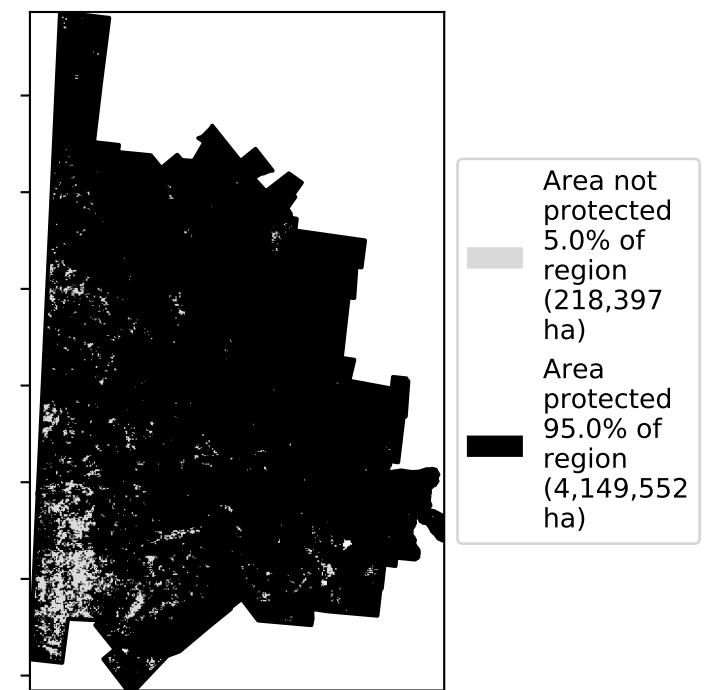 Area not
protected
5.0% of
region
(218,397
ha)
Area
protected
95.0% of
region
(4,149,552
ha)